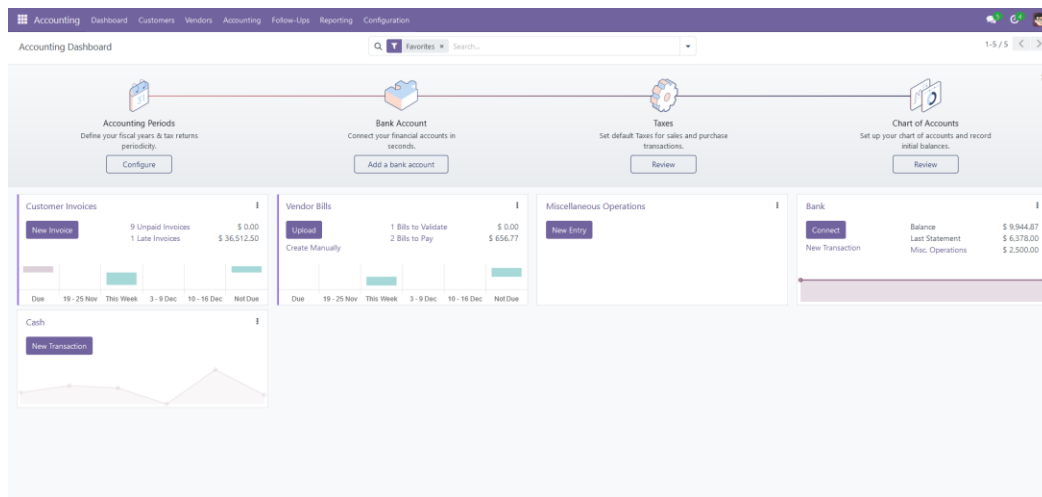 Accounting Dashboard Customers Vendors Accounting Follow-Ups Reporting Configuration
Accounting Dashboard
Favorites × Search...
1-5 / 5
31
Accounting Periods
Define your fiscal years & tax returns
periodicity.
Configure
Bank Account
Connect your financial accounts in
seconds.
Add a bank account
Taxes
Set default Taxes for sales and purchase
transactions.
Review
Chart of Accounts
Set up your chart of accounts and record
initial balances.
Review
Customer Invoices
New Invoice
9 Unpaid Invoices $ 0.00
1 Late Invoices $ 36,512.50
Due 19 - 25 Nov This Week 3 - 9 Dec 10 - 16 Dec Not Due
Vendor Bills
Upload
Create Manually
1 Bills to Validate $ 0.00
2 Bills to Pay $ 656.77
Due 19 - 25 Nov This Week 3 - 9 Dec 10 - 16 Dec Not Due
Miscellaneous Operations
New Entry
Bank
Connect
New Transaction
Balance $ 9,944.87
Last Statement $ 6,378.00
Misc. Operations $ 2,500.00
Cash
New Transaction